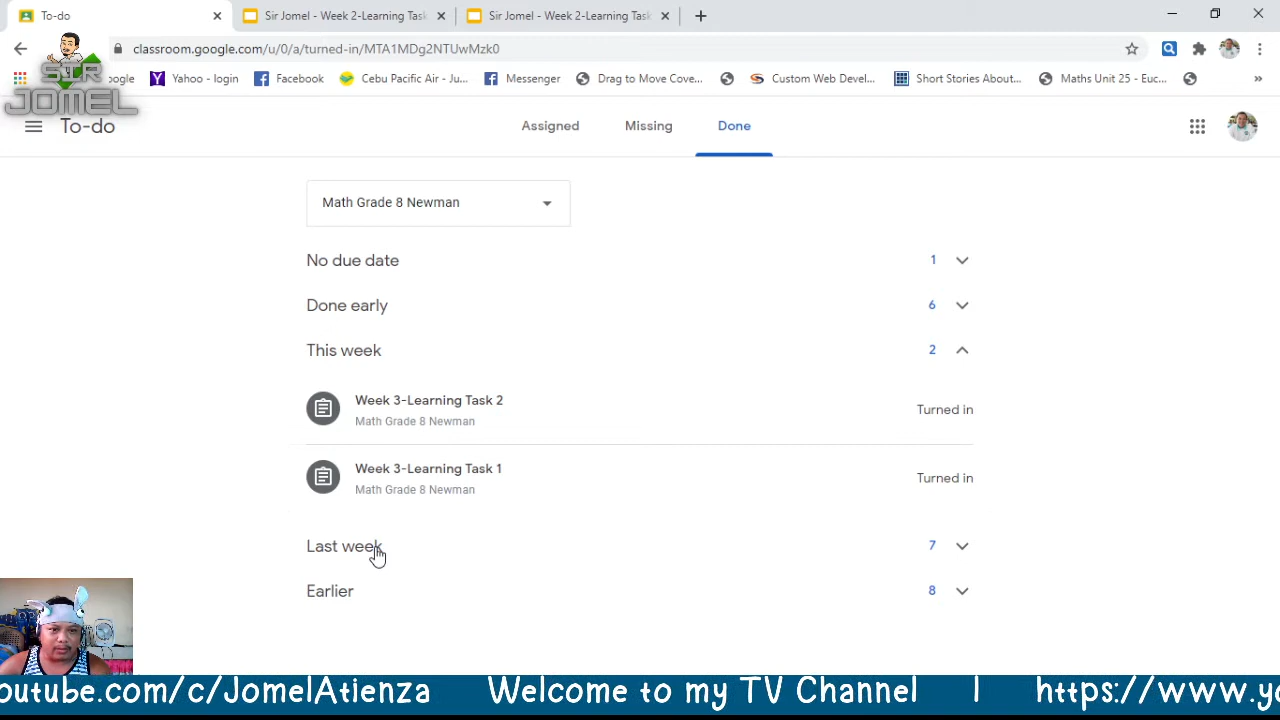 To-do
Sir Jomel - Week 2-Learning Task
Sir Jomel - Week 2-Learning Task
classroom.google.com/u/0/a/turned-in/MTA1MDg2NTUwMzk0
ogle
Yahoo - login
Facebook
Cebu Pacific Air - Ju...
Messenger
Drag to Move Cove...
Custom Web Devel...
Short Stories About...
Maths Unit 25 - Euc...
SIR
JOMEL
To-do
Assigned
Missing
Done
Math Grade 8 Newman
No due date 1
Done early 6
This week 2
Week 3-Learning Task 2
Math Grade 8 Newman
Turned in
Week 3-Learning Task 1
Math Grade 8 Newman
Turned in
Last week 7
Earlier 8
outube.com/c/JomelAtienza Welcome to my TV Channel | https://www.yo